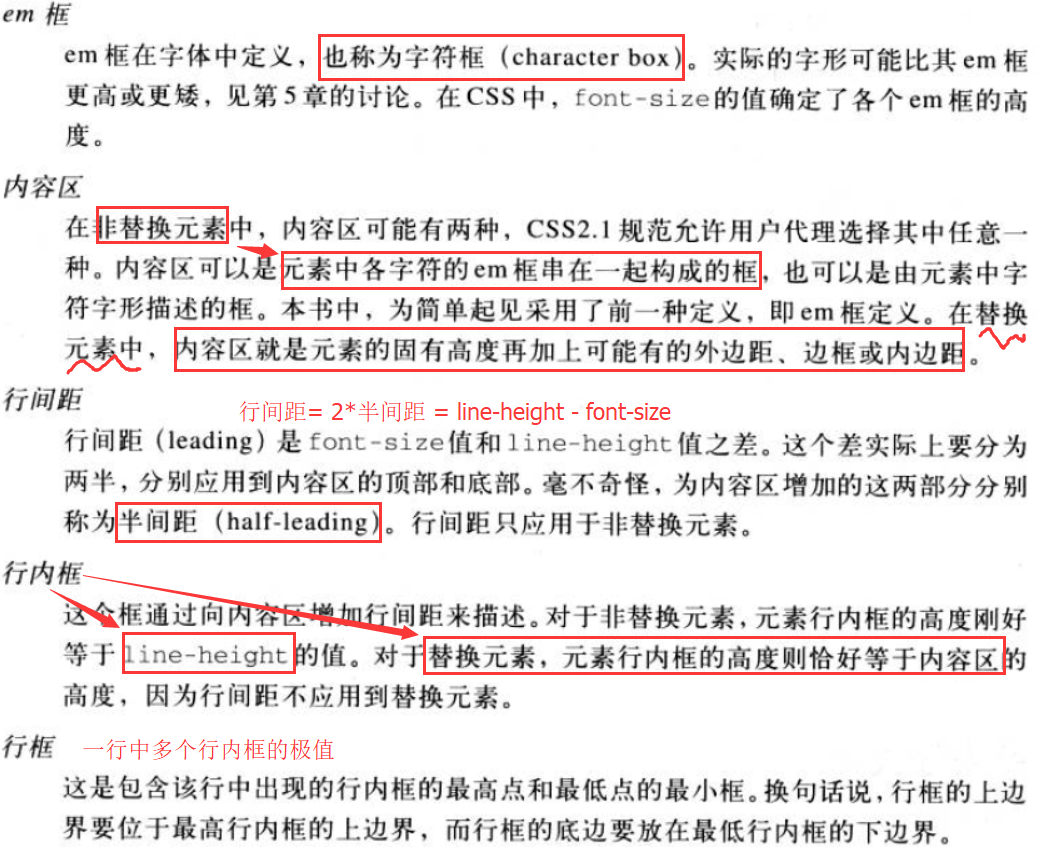 em 框
em 框在字体中定义，也称为字符框（character box）。实际的字形可能比其 em 框
更高或更矮，见第 5 章的讨论。在 CSS 中，font-size 的值确定了各个 em 框的高
度。
内容区
在非替换元素中，内容区可能有两种，CSS2.1 规范允许用户代理选择其中任意一
种。内容区可以是元素中各字符的 em 框串在一起构成的框，也可以是由元素中字
符字形描述的框。本书中，为简单起见采用了前一种定义，即 em 框定义。在替换
元素中，内容区就是元素的固有高度再加上可能有的外边距、边框或内边距。
行间距
行间距= 2*半间距 = line-height - font-size
行间距（leading）是 font-size 值和 line-height 值之差。这个差实际上要分为
两半，分别应用到内容区的顶部和底部。毫不奇怪，为内容区增加的这两部分分别
称为半间距（half-leading）。行间距只应用于非替换元素。
行内框
这个框通过向内容区增加行间距来描述。对于非替换元素，元素行内框的高度刚好
等于 line-height 的值。对于替换元素，元素行内框的高度则恰好等于内容区的
高度，因为行间距不应用到替换元素。
行框 一行中多个行内框的极值
这是包含该行中出现的行内框的最高点和最低点的最小框。换句话说，行框的上边
界要位于最高行内框的上边界，而行框的底边要放在最低行内框的下边界。